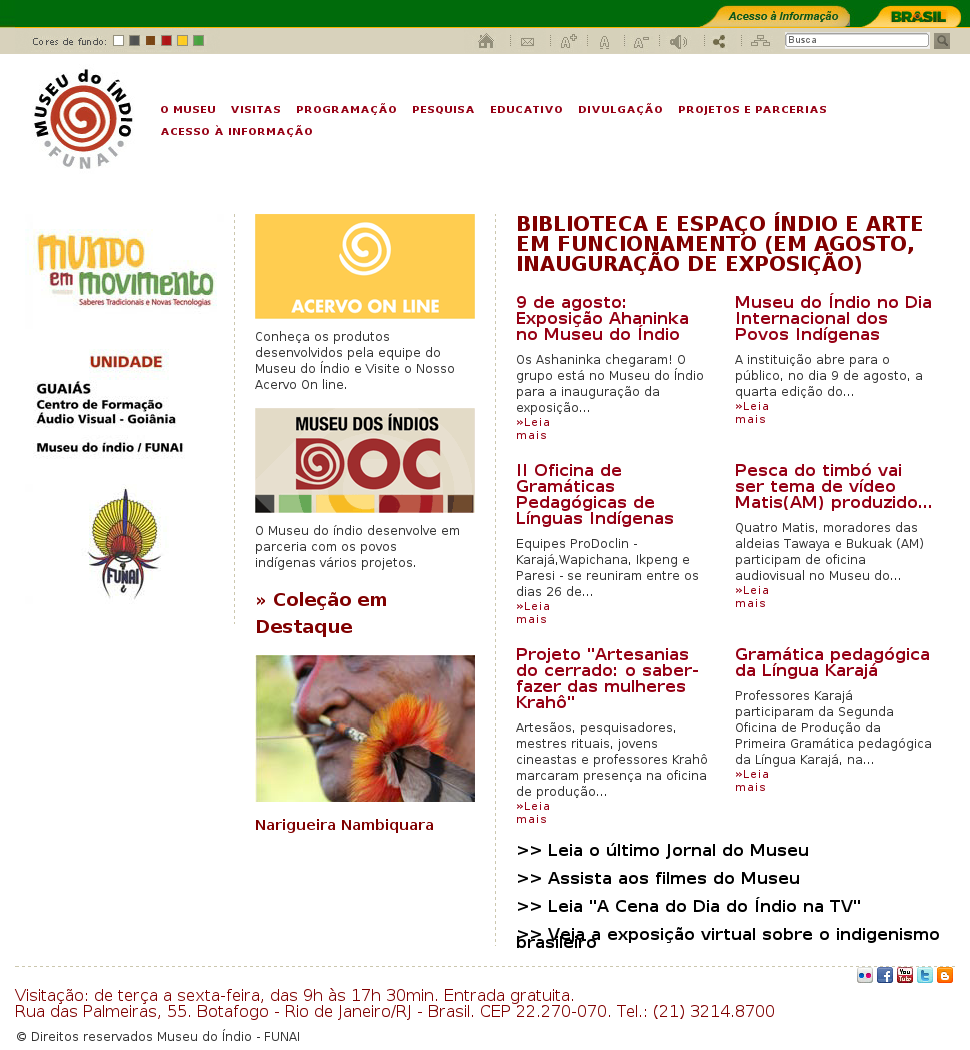 Acesso à Informação
BRASIL
Cores de fundo:
A+
A
A-
Busca
MUSEU do ÍNDIO
FUNAI
O MUSEU VISITAS PROGRAMAÇÃO PESQUISA EDUCATIVO DIVULGAÇÃO PROJETOS E PARCERIAS
ACESSO À INFORMAÇÃO
mundo
em movimento
Saberes Tradicionais e Novas Tecnologias
UNIDADE
GUAIÁS
Centro de Formação
Áudio Visual - Goiânia
Museu do índio / FUNAI
FUNAI
ACERVO ON LINE
Conheça os produtos
desenvolvidos pela equipe do
Museu do Índio e Visite o Nosso
Acervo On line.
MUSEU DOS ÍNDIOS
DOC
O Museu do índio desenvolve em
parceria com os povos
indígenas vários projetos.
» Coleção em
Destaque
Narigueira Nambiquara
BIBLIOTECA E ESPAÇO ÍNDIO E ARTE
EM FUNCIONAMENTO (EM AGOSTO,
INAUGURAÇÃO DE EXPOSIÇÃO)
9 de agosto:
Exposição Ahaninka
no Museu do Índio
Os Ashaninka chegaram! O
grupo está no Museu do Índio
para a inauguração da
exposição...
»Leia
mais
Museu do Índio no Dia
Internacional dos
Povos Indígenas
A instituição abre para o
público, no dia 9 de agosto, a
quarta edição do...
»Leia
mais
II Oficina de
Gramáticas
Pedagógicas de
Línguas Indígenas
Equipes ProDoclin -
Karajá,Wapichana, Ikpeng e
Paresi - se reuniram entre os
dias 26 de...
»Leia
mais
Pesca do timbó vai
ser tema de vídeo
Matis(AM) produzido...
Quatro Matis, moradores das
aldeias Tawaya e Bukuak (AM)
participam de oficina
audiovisual no Museu do...
»Leia
mais
Projeto "Artesanias
do cerrado: o saber-
fazer das mulheres
Krahô"
Artesãos, pesquisadores,
mestres rituais, jovens
cineastas e professores Krahô
marcaram presença na oficina
de produção...
»Leia
mais
Gramática pedagógica
da Língua Karajá
Professores Karajá
participaram da Segunda
Oficina de Produção da
Primeira Gramática pedagógica
da Língua Karajá, na...
»Leia
mais
>> Leia o último Jornal do Museu
>> Assista aos filmes do Museu
>> Leia "A Cena do Dia do Índio na TV"
>> Veja a exposição virtual sobre o indigenismo
brasileiro
You
Tube
Visitação: de terça a sexta-feira, das 9h às 17h 30min. Entrada gratuita.
Rua das Palmeiras, 55. Botafogo - Rio de Janeiro/RJ - Brasil. CEP 22.270-070. Tel.: (21) 3214.8700
© Direitos reservados Museu do Índio - FUNAI